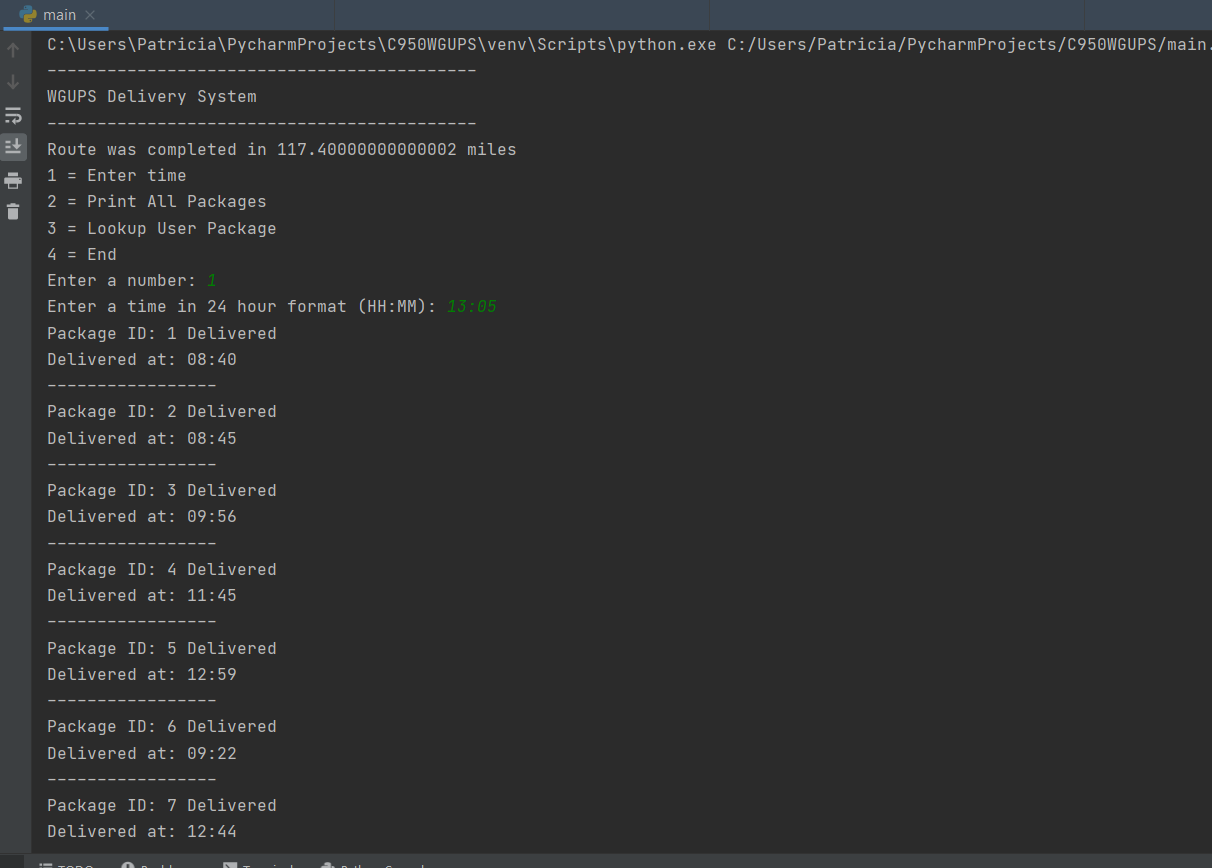 main
C:\Users\Patricia\PycharmProjects\C950WGUPS\venv\Scripts\python.exe C:/Users/Patricia/PycharmProjects/C950WGUPS/main.
-------------------------------------------
WGUPS Delivery System
-------------------------------------------
Route was completed in 117.40000000000002 miles
1 = Enter time
2 = Print All Packages
3 = Lookup User Package
4 = End
Enter a number: 1
Enter a time in 24 hour format (HH:MM): 13:05
Package ID: 1 Delivered
Delivered at: 08:40
-----------------
Package ID: 2 Delivered
Delivered at: 08:45
-----------------
Package ID: 3 Delivered
Delivered at: 09:56
-----------------
Package ID: 4 Delivered
Delivered at: 11:45
-----------------
Package ID: 5 Delivered
Delivered at: 12:59
-----------------
Package ID: 6 Delivered
Delivered at: 09:22
-----------------
Package ID: 7 Delivered
Delivered at: 12:44